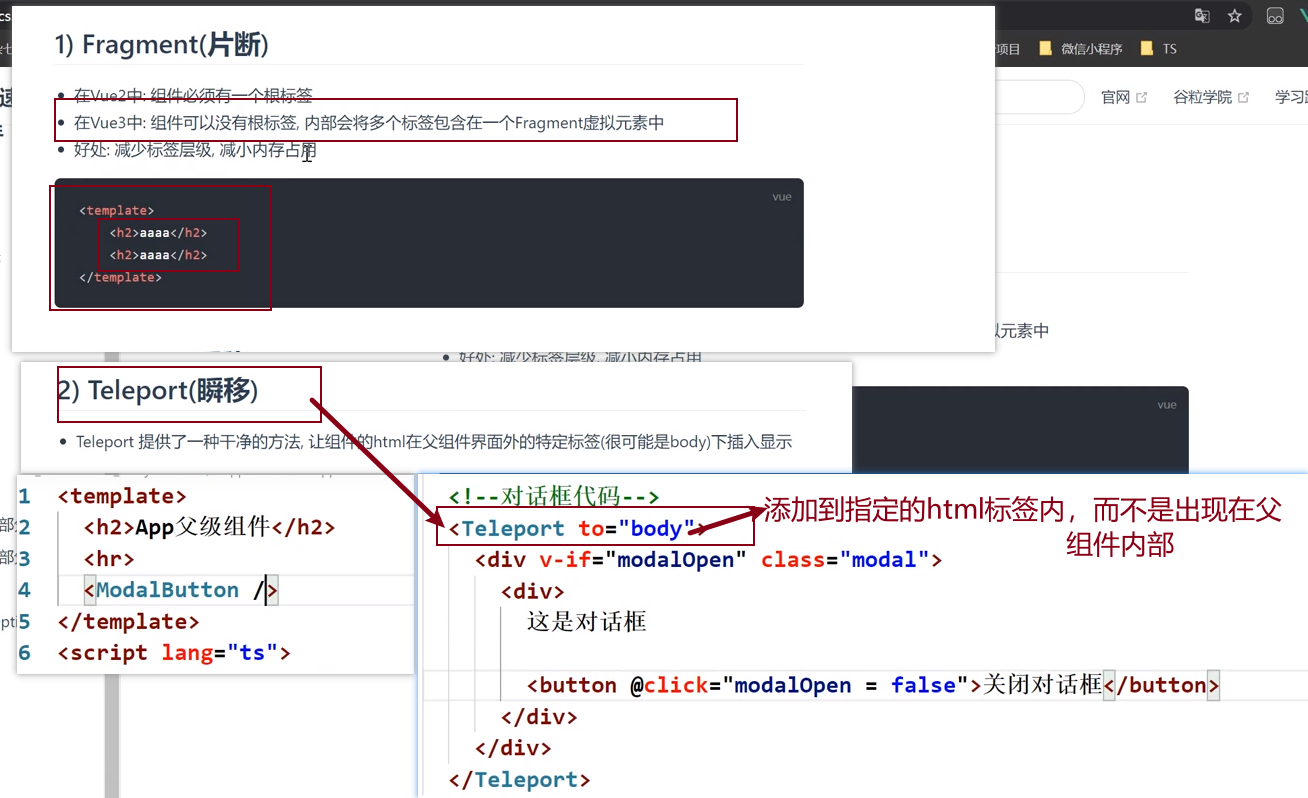 项目
微信小程序
TS
官网
谷粒学院
1) Fragment(片断)
在Vue2中: 组件必须有一个根标签
在Vue3中: 组件可以没有根标签, 内部会将多个标签包含在一个Fragment虚拟元素中
好处: 减少标签层级, 减小内存占用
vue
<template>
<h2>aaaa</h2>
<h2>aaaa</h2>
</template>
元素中
好处: 减少标签层级, 减小内存占用
vue
2) Teleport(瞬移)
Teleport 提供了一种干净的方法, 让组件的html在父组件界面外的特定标签(很可能是body)下插入显示
1 <template>
2 <h2>App父级组件</h2>
3 <hr>
4 <ModalButton />
5 </template>
6 <script lang="ts">
<!--对话框代码-->
<Teleport to="body">
添加到指定的html标签内，而不是出现在父
组件内部
<div v-if="modalOpen" class="modal">
<div>
这是对话框
<button @click="modalOpen = false">关闭对话框</button>
</div>
</div>
</Teleport>